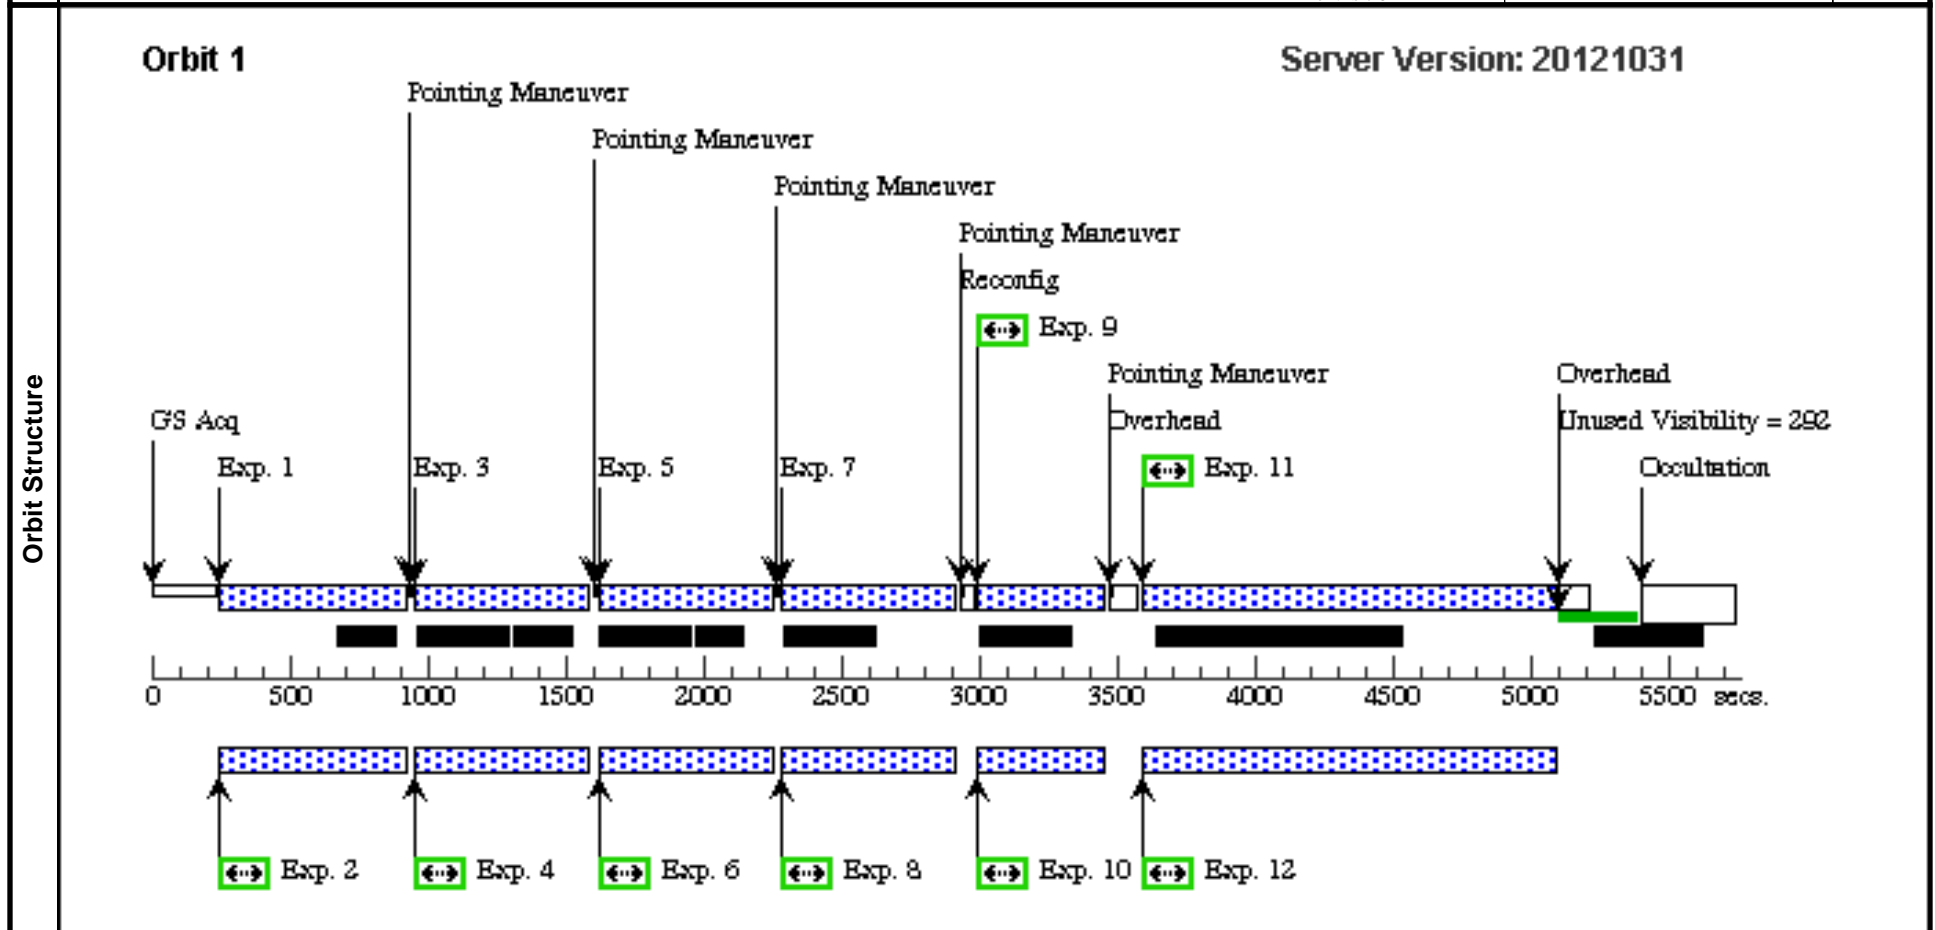 Orbit 1
Server Version: 20121031
Pointing Maneuver
Pointing Maneuver
Pointing Maneuver
Pointing Maneuver
Reconfig
Exp. 9
Pointing Maneuver
Overhead
GS Acq
Overhead
Unused Visibility = 292
Exp. 1
Exp. 3
Exp. 5
Exp. 7
Exp. 11
Occultation
Orbit Structure
0 500 1000 1500 2000 2500 3000 3500 4000 4500 5000 5500 secs.
Exp. 2
Exp. 4
Exp. 6
Exp. 8
Exp. 10
Exp. 12